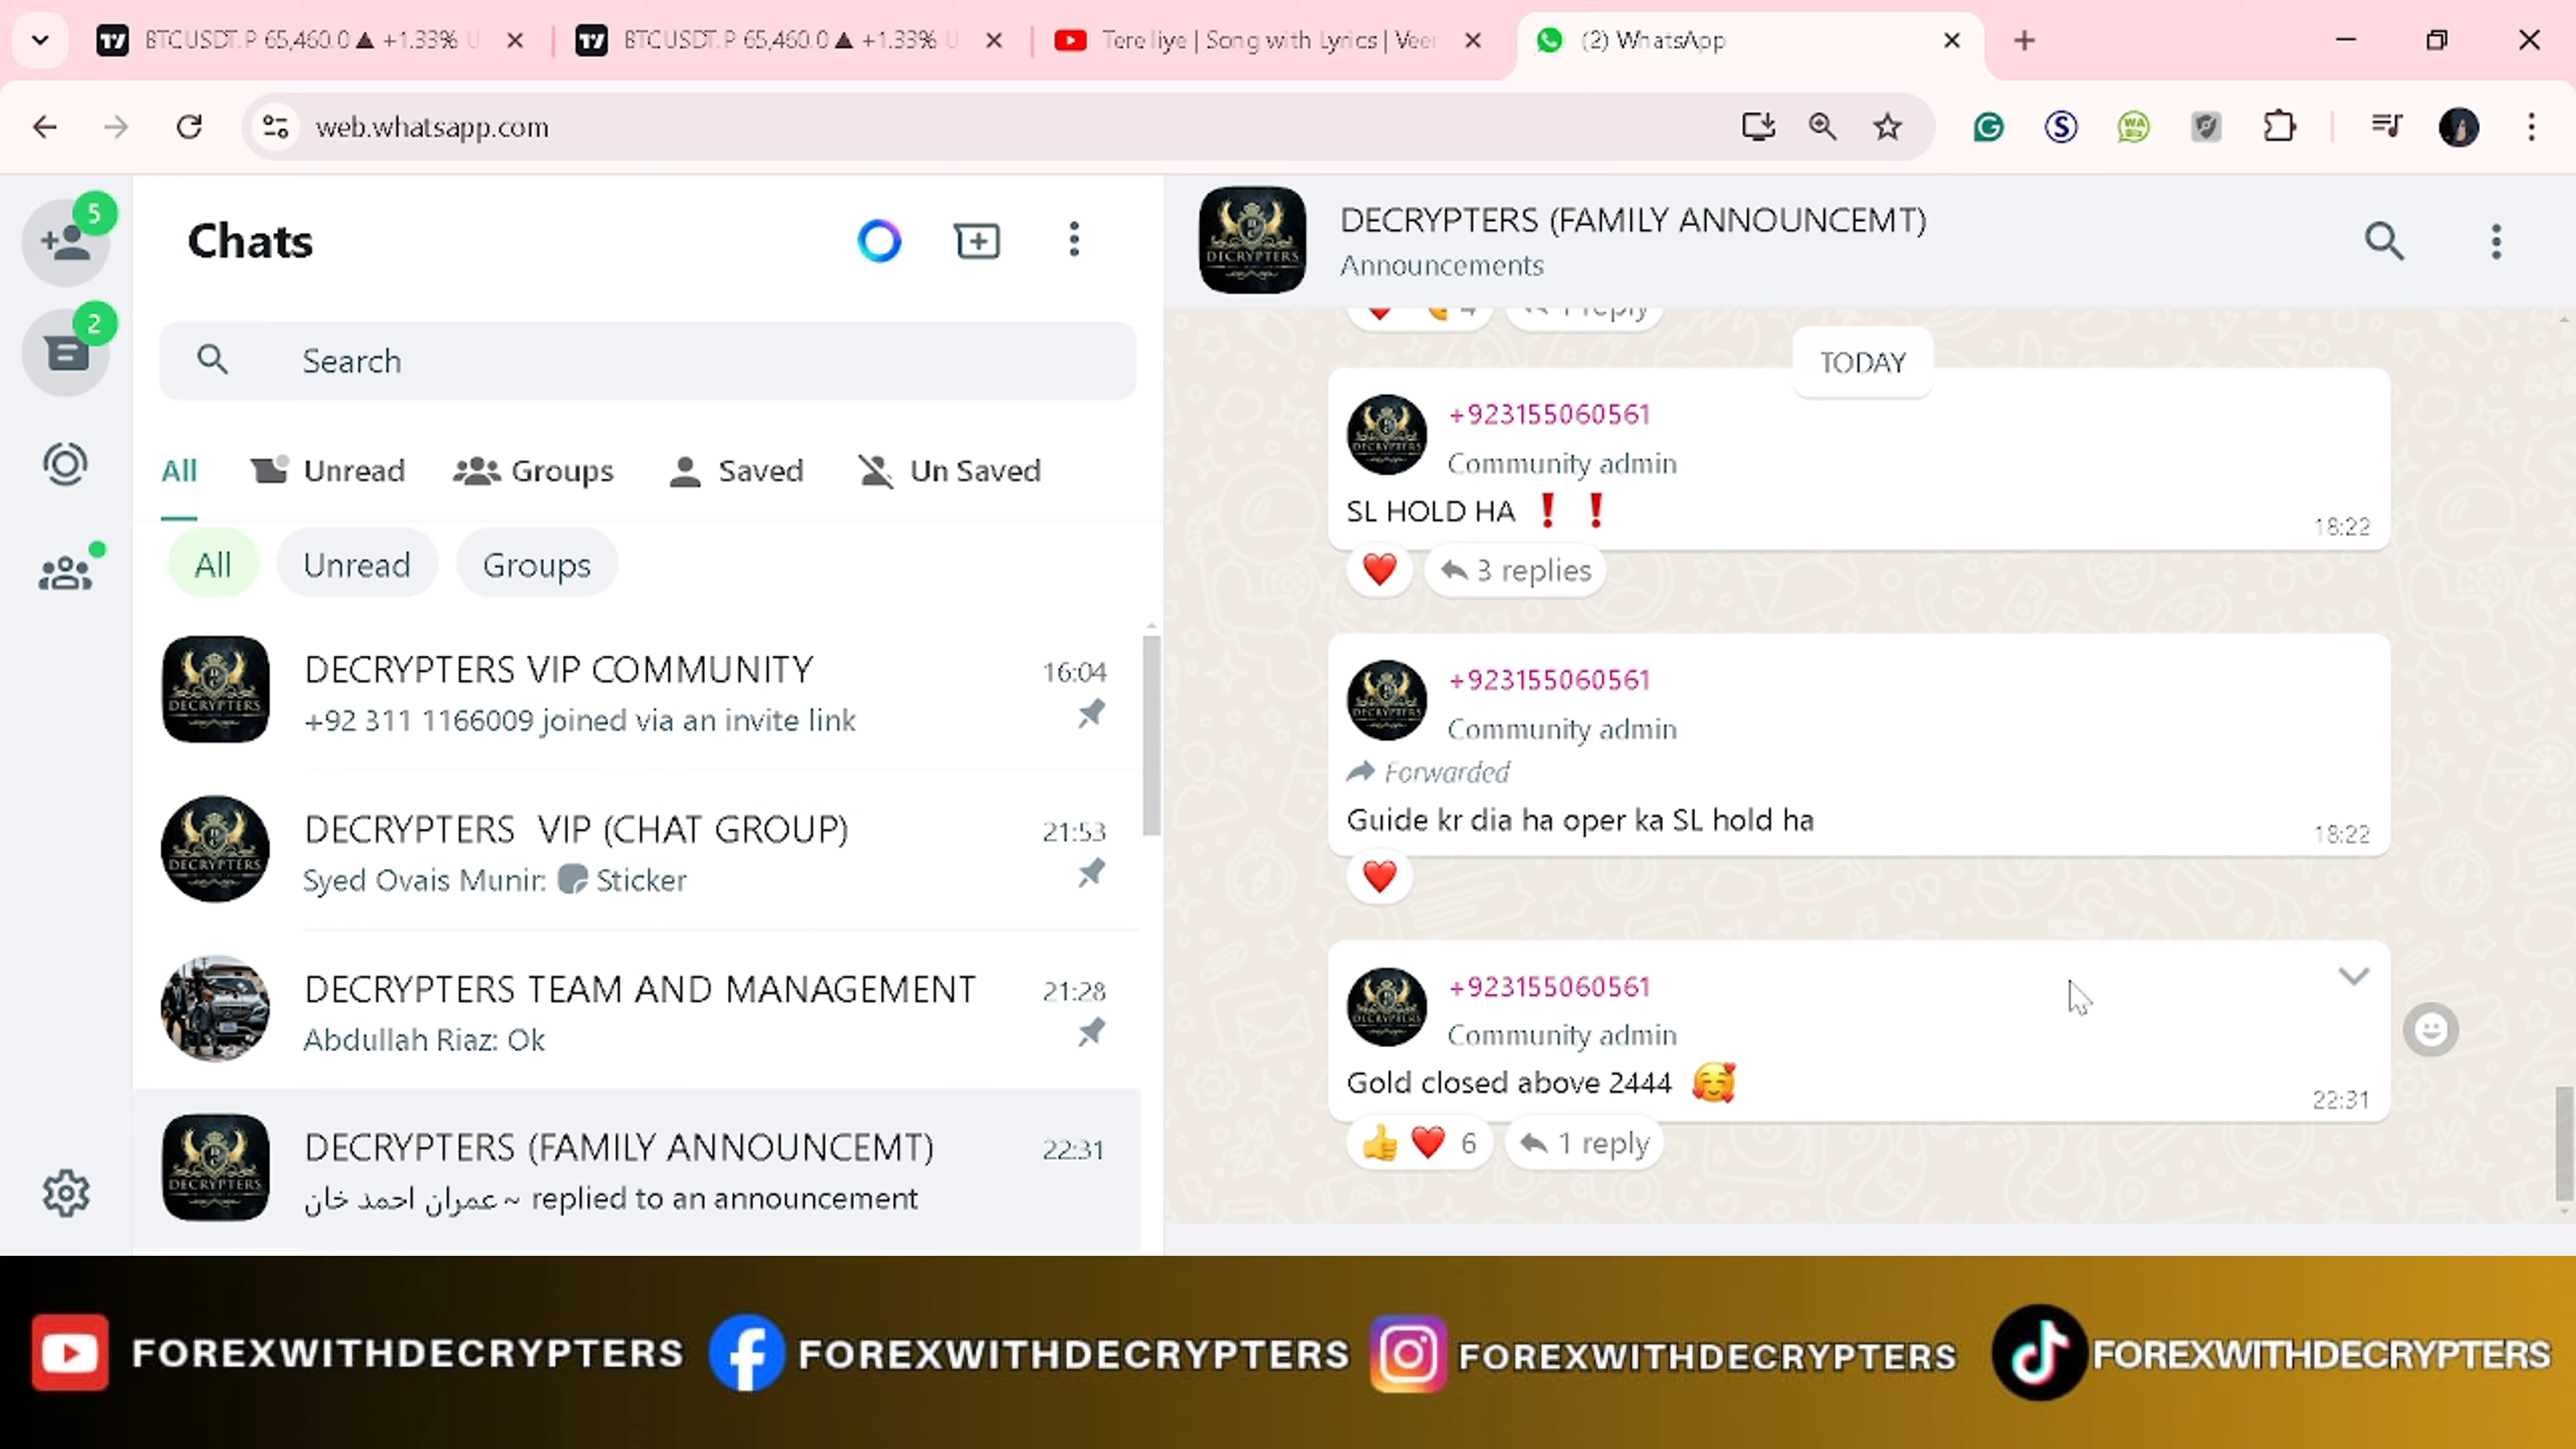 BTCUSDT.P 65,460.0 ▲ +1.33% U
BTCUSDT.P 65,460.0 ▲ +1.33% U
Tere liye | Song with Lyrics | Veer
(2) WhatsApp
web.whatsapp.com
5
2
Chats
Search
All
Unread
Groups
Saved
Un Saved
All
Unread
Groups
DECRYPTERS VIP COMMUNITY
16:04
+92 311 1166009 joined via an invite link
DECRYPTERS VIP (CHAT GROUP)
21:53
Syed Ovais Munir: Sticker
DECRYPTERS TEAM AND MANAGEMENT
21:28
Abdullah Riaz: Ok
DECRYPTERS (FAMILY ANNOUNCEMT)
22:31
عمران احمد خان ~ replied to an announcement
DECRYPTERS (FAMILY ANNOUNCEMT)
Announcements
4
1 reply
TODAY
+923155060561
Community admin
SL HOLD HA ❗ ❗
18:22
❤️
3 replies
+923155060561
Community admin
Forwarded
Guide kr dia ha oper ka SL hold ha
18:22
❤️
+923155060561
Community admin
Gold closed above 2444 🥰
22:31
👍 ❤️ 6
1 reply
FOREXWITHDECRYPTERS
FOREXWITHDECRYPTERS
FOREXWITHDECRYPTERS
FOREXWITHDECRYPTERS